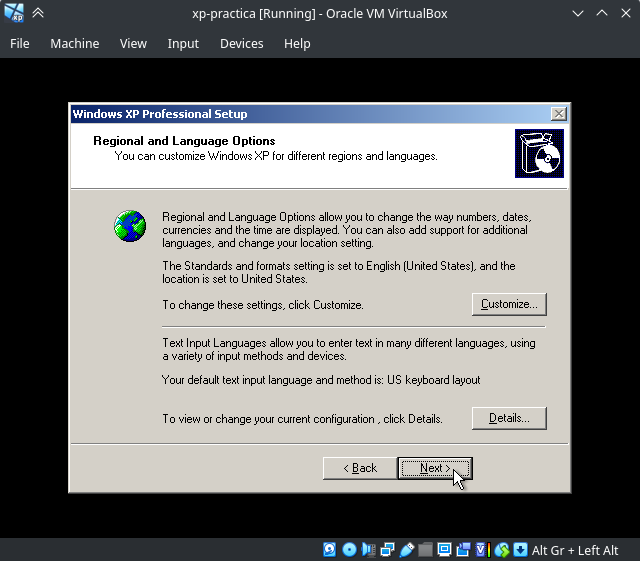 xp-practica [Running] - Oracle VM VirtualBox
File Machine View Input Devices Help
Windows XP Professional Setup
Regional and Language Options
You can customize Windows XP for different regions and languages.
Regional and Language Options allow you to change the way numbers, dates,
currencies and the time are displayed. You can also add support for additional
languages, and change your location setting.
The Standards and formats setting is set to English (United States), and the
location is set to United States.
To change these settings, click Customize.
Customize...
Text Input Languages allow you to enter text in many different languages, using
a variety of input methods and devices.
Your default text input language and method is: US keyboard layout
To view or change your current configuration , click Details.
Details...
< Back
Next >
Alt Gr + Left Alt